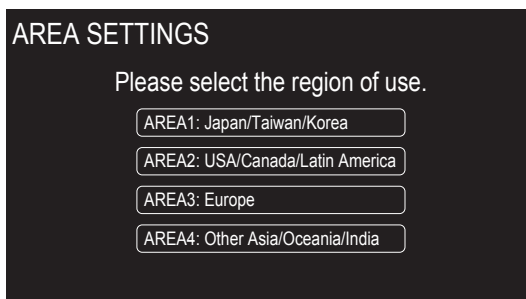 AREA SETTINGS
Please select the region of use.
AREA1: Japan/Taiwan/Korea
AREA2: USA/Canada/Latin America
AREA3: Europe
AREA4: Other Asia/Oceania/India